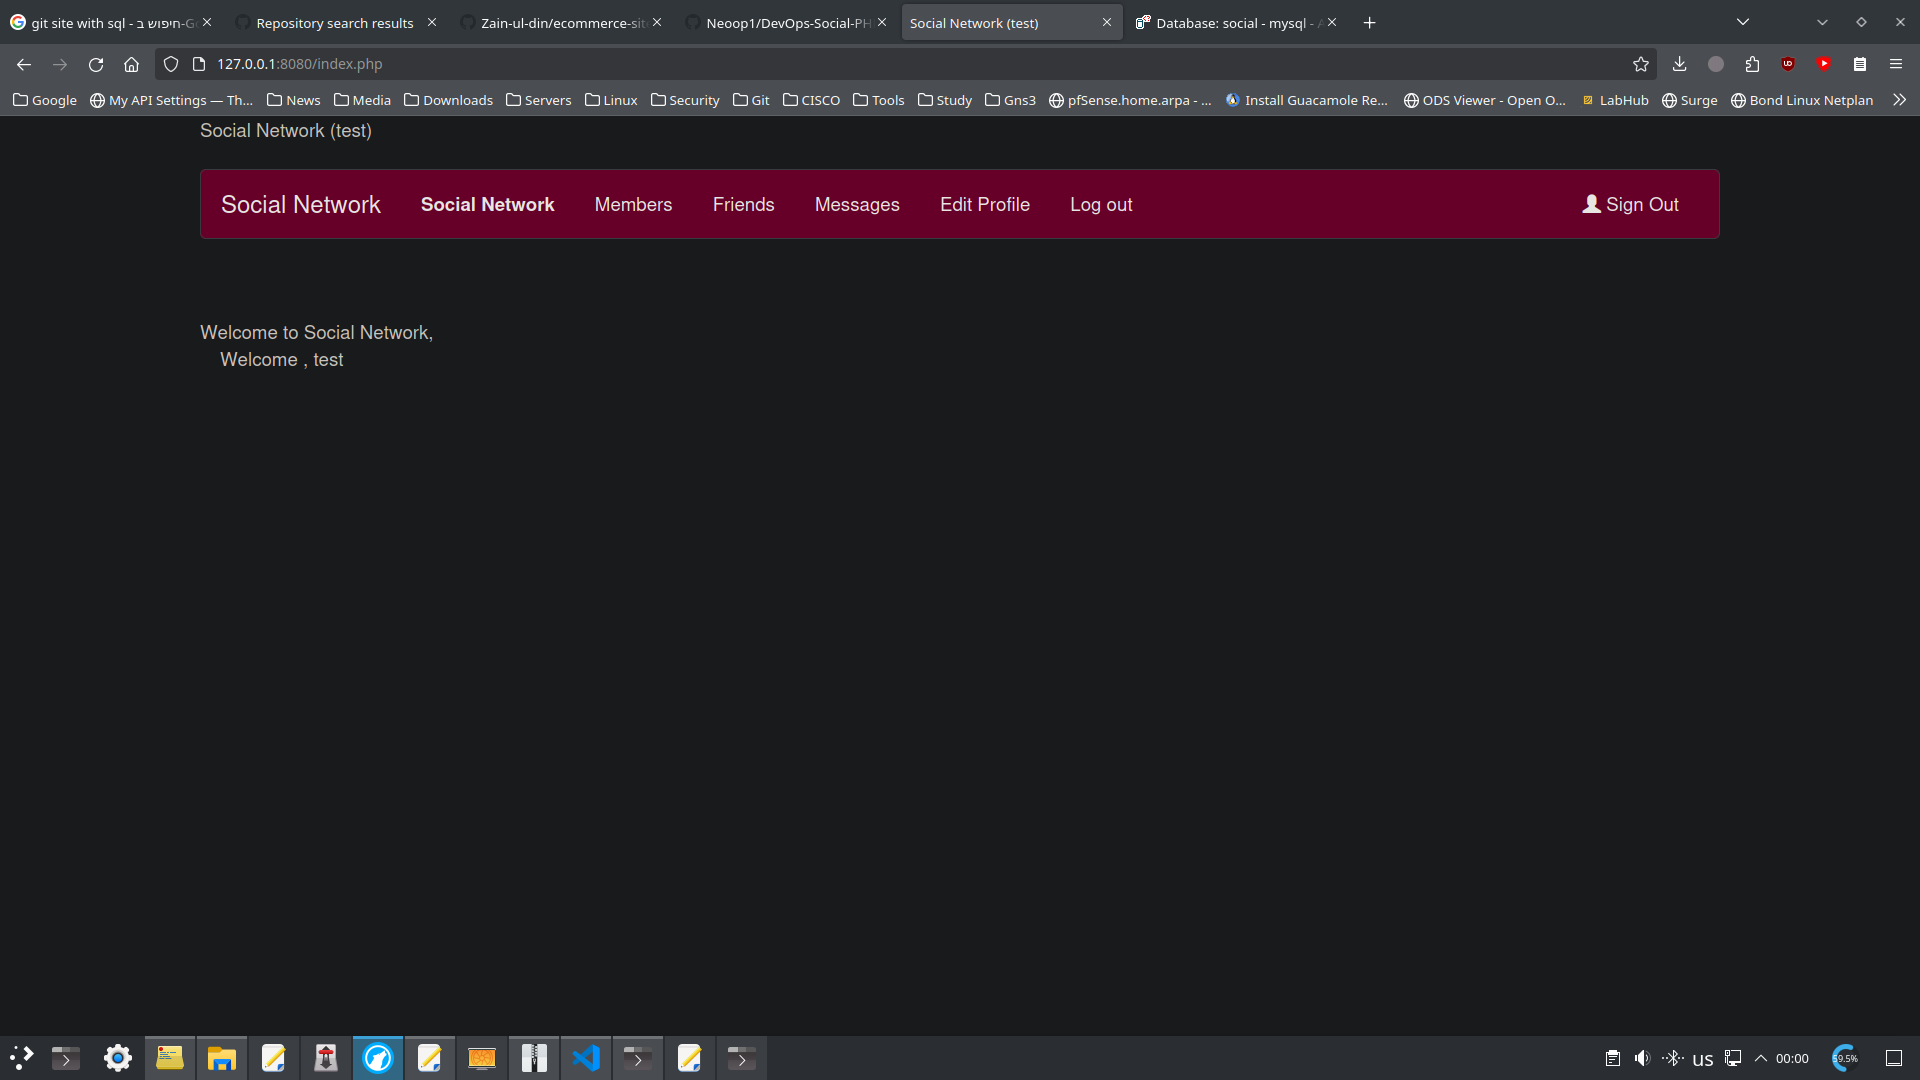 git site with sql - חיפוש ב-G
Repository search results
Zain-ul-din/ecommerce-sit
Neoop1/DevOps-Social-PH
Social Network (test)
Database: social - mysql -
127.0.0.1:8080/index.php
Google
My API Settings — Th...
News
Media
Downloads
Servers
Linux
Security
Git
CISCO
Tools
Study
Gns3
pfSense.home.arpa - ...
Install Guacamole Re...
ODS Viewer - Open O...
LabHub
Surge
Bond Linux Netplan
Social Network (test)
Social Network
Social Network
Members
Friends
Messages
Edit Profile
Log out
Sign Out
Welcome to Social Network,
Welcome , test
us
00:00
59.5%